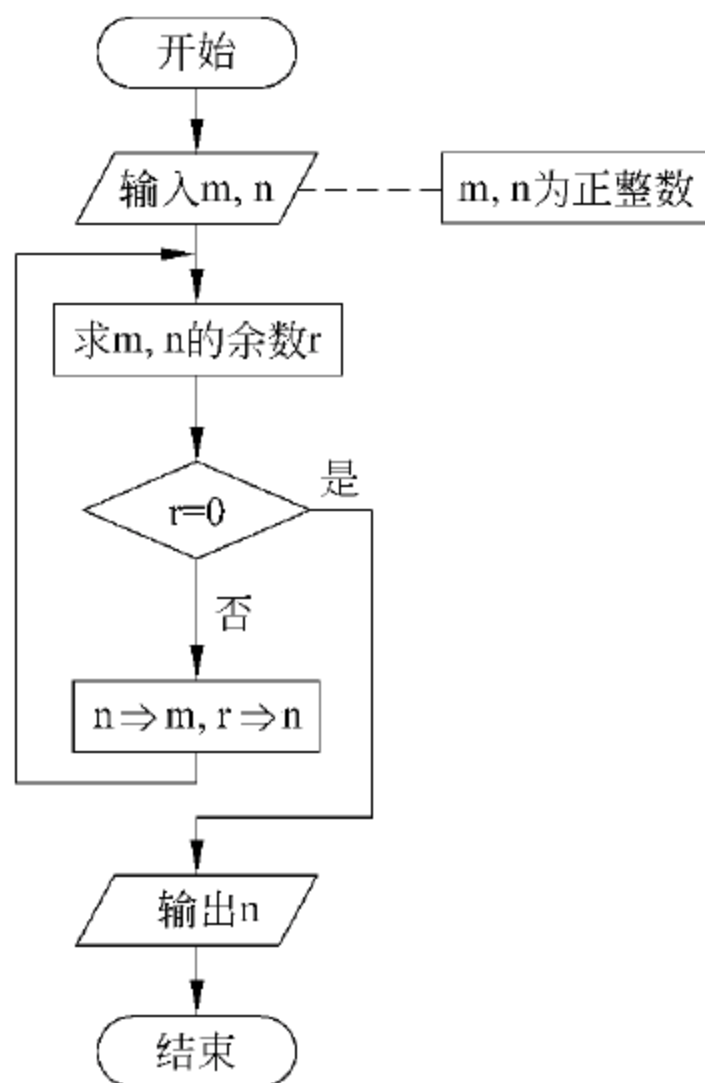 开始
输入m, n
m, n为正整数
求m, n的余数r
r=0
是
否
n⇒m, r⇒n
输出n
结束